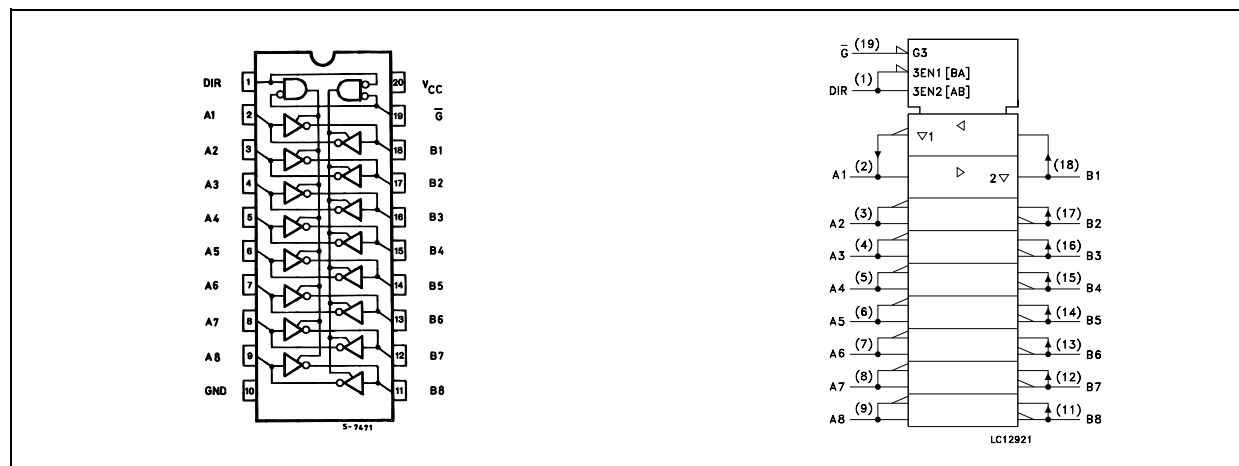 DIR 1 20 VCC
A1 2 19 G̅
A2 3 18 B1
A3 4 17 B2
A4 5 16 B3
A5 6 15 B4
A6 7 14 B5
A7 8 13 B6
A8 9 12 B7
GND 10 11 B8
S-7471
G̅ (19) G3
(1) 3EN1 [BA]
DIR 3EN2 [AB]
▽1 ◁
A1 (2) ▷ 2▽ (18) B1
A2 (3) (17) B2
A3 (4) (16) B3
A4 (5) (15) B4
A5 (6) (14) B5
A6 (7) (13) B6
A7 (8) (12) B7
A8 (9) (11) B8
LC12921